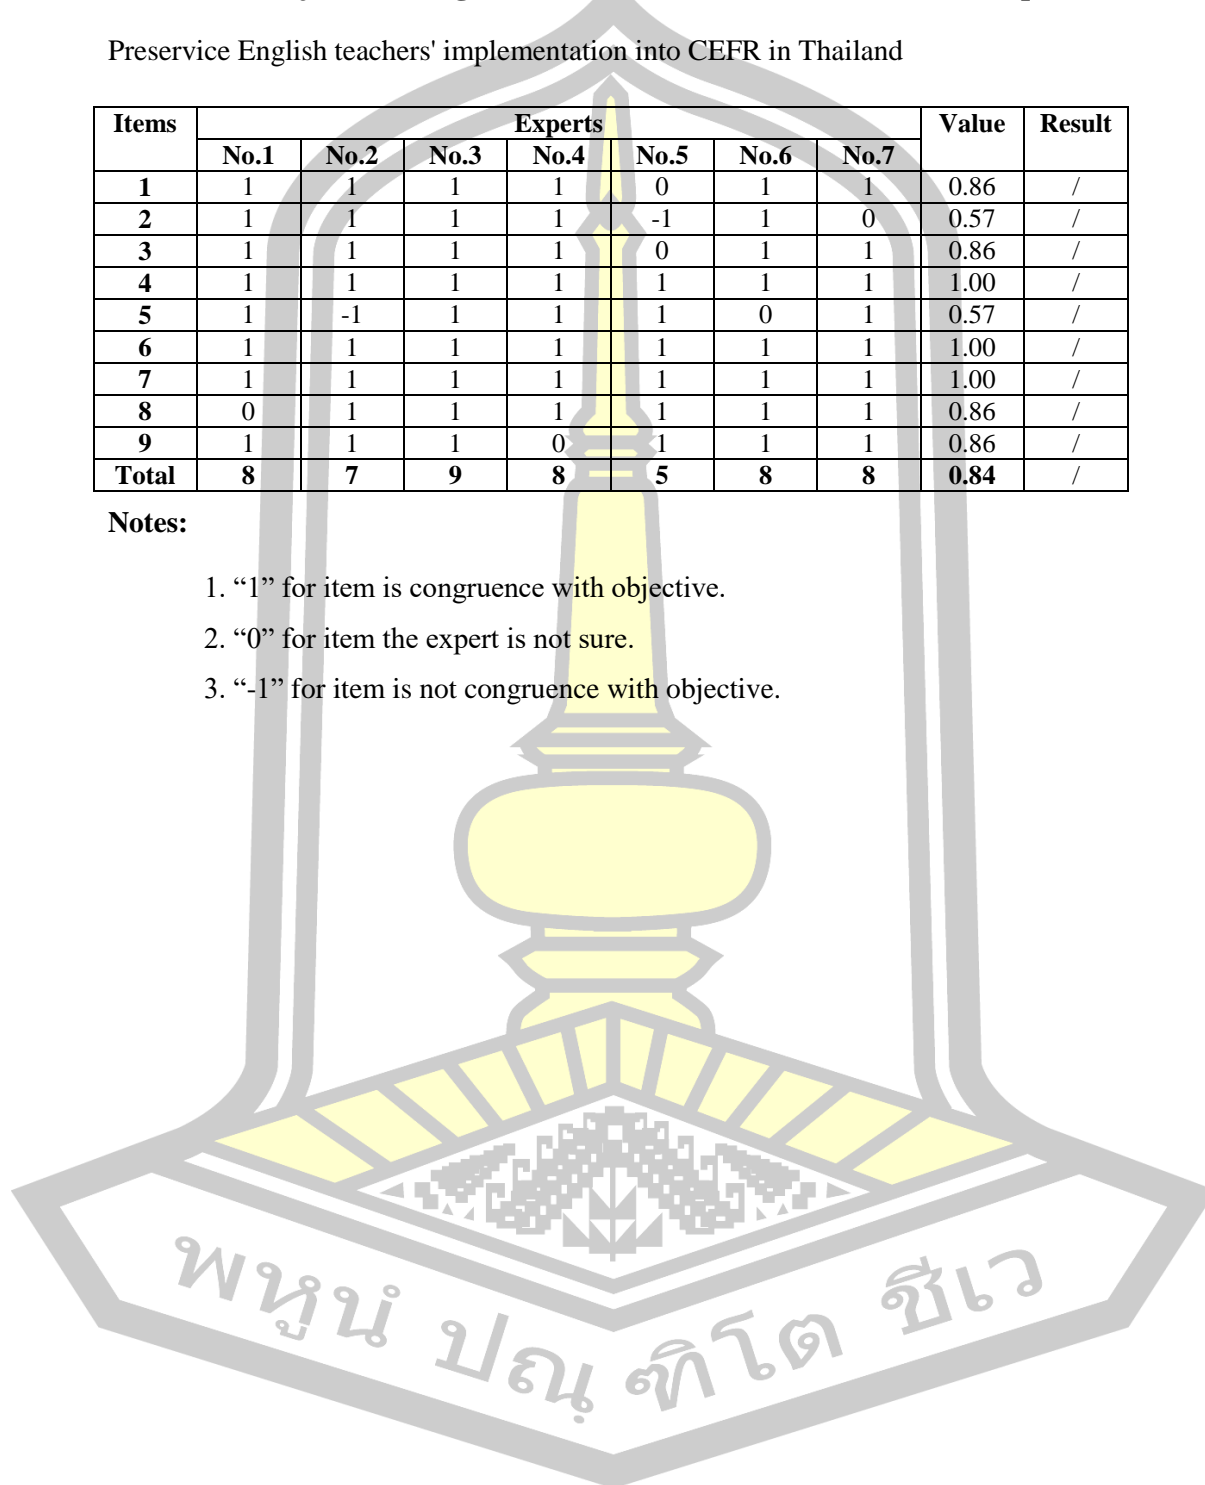 Preservice English teachers' implementation into CEFR in Thailand
Items Experts Value Result
No.1 No.2 No.3 No.4 No.5 No.6 No.7
1 1 1 1 1 0 1 1 0.86 /
2 1 1 1 1 -1 1 0 0.57 /
3 1 1 1 1 0 1 1 0.86 /
4 1 1 1 1 1 1 1 1.00 /
5 1 -1 1 1 1 0 1 0.57 /
6 1 1 1 1 1 1 1 1.00 /
7 1 1 1 1 1 1 1 1.00 /
8 0 1 1 1 1 1 1 0.86 /
9 1 1 1 0 1 1 1 0.86 /
Total 8 7 9 8 5 8 8 0.84 /
Notes:
1. “1” for item is congruence with objective.
2. “0” for item the expert is not sure.
3. “-1” for item is not congruence with objective.
พหูนํ ปณฺฑิโต ชีเว